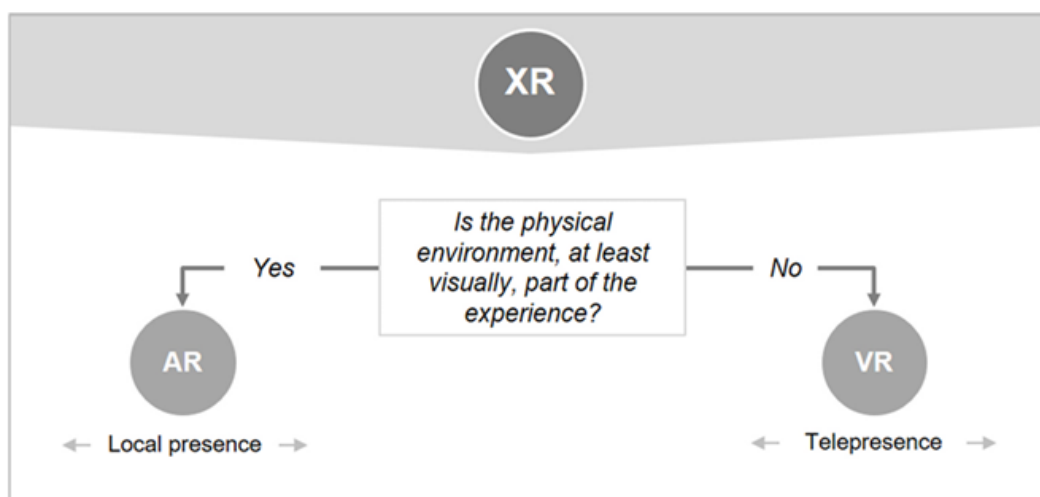 XR
Is the physical
environment, at least
visually, part of the
experience?
Yes
No
AR
VR
Local presence
Telepresence